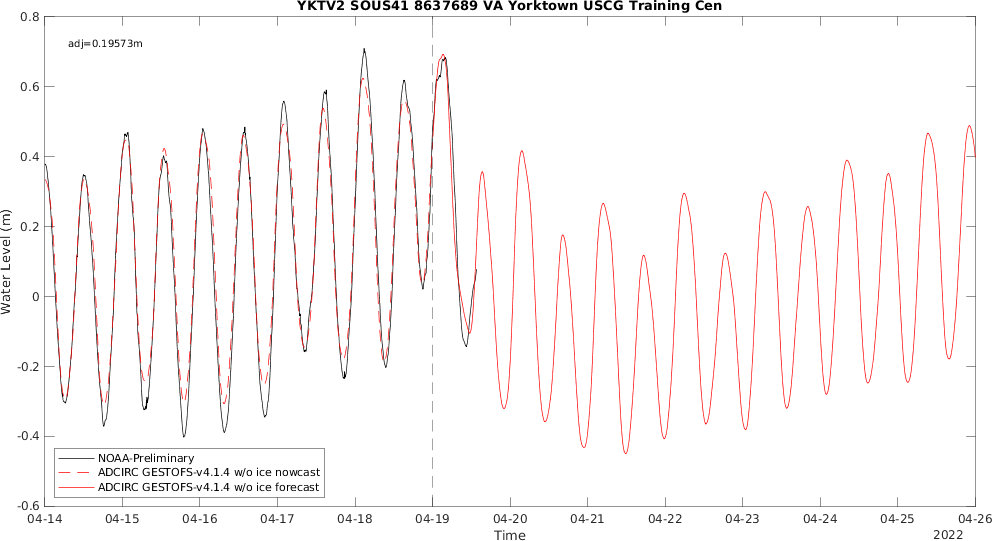 YKTV2 SOUS41 8637689 VA Yorktown USCG Training Cen
adj=0.19573m
0.8
0.6
0.4
0.2
0
-0.2
-0.4
-0.6
Water Level (m)
NOAA-Preliminary
ADCIRC GESTOFS-v4.1.4 w/o ice nowcast
ADCIRC GESTOFS-v4.1.4 w/o ice forecast
04-14 04-15 04-16 04-17 04-18 04-19 04-20 04-21 04-22 04-23 04-24 04-25 04-26
Time
2022